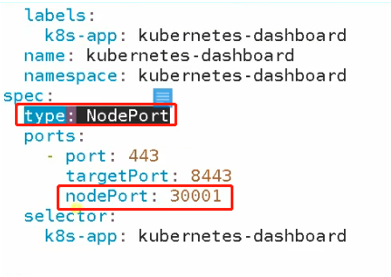 labels:
k8s-app: kubernetes-dashboard
name: kubernetes-dashboard
namespace: kubernetes-dashboard
spec:
type: NodePort
ports:
- port: 443
targetPort: 8443
nodePort: 30001
selector:
k8s-app: kubernetes-dashboard